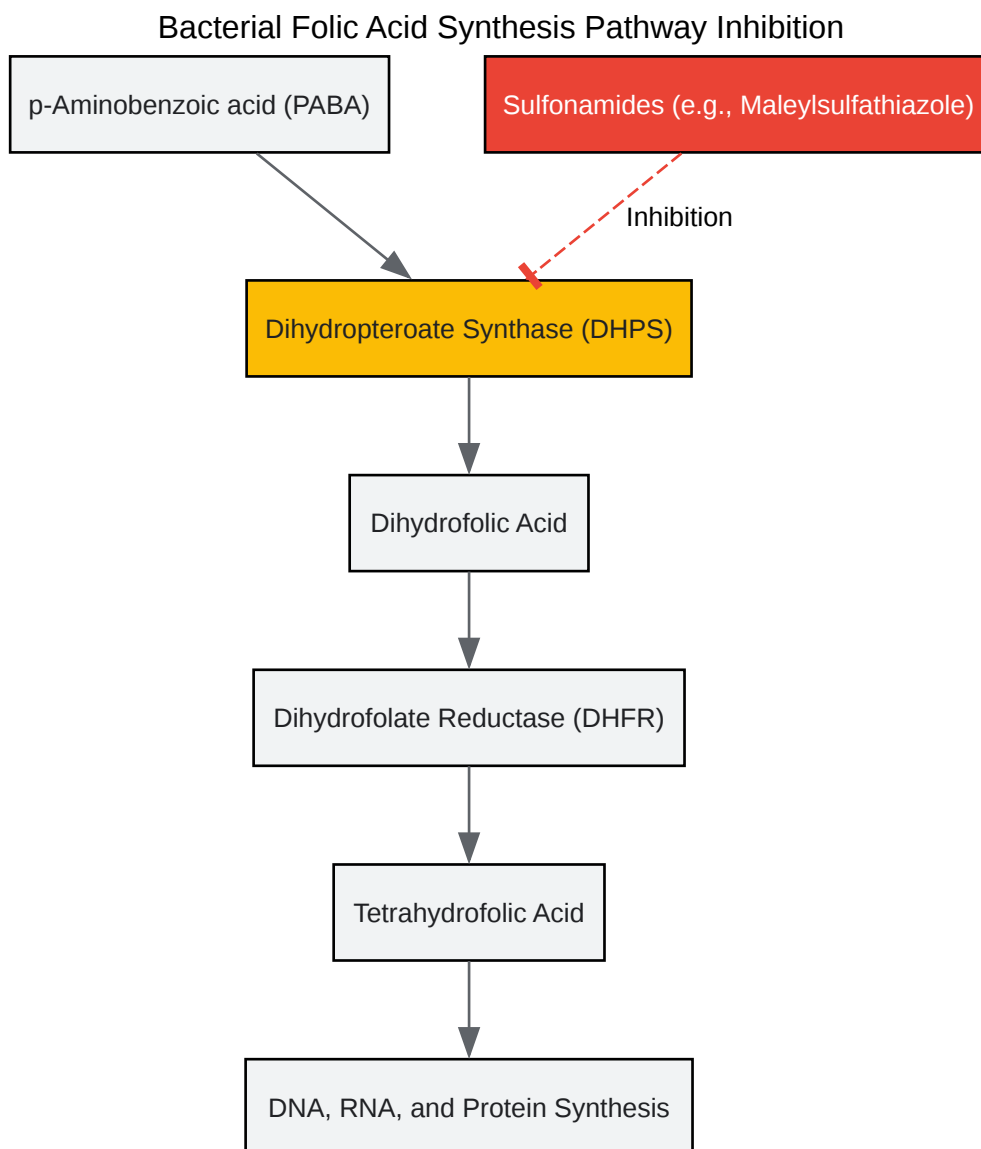 Bacterial Folic Acid Synthesis Pathway Inhibition
p-Aminobenzoic acid (PABA)
Sulfonamides (e.g., Maleylsulfathiazole)
Inhibition
Dihydropteroate Synthase (DHPS)
Dihydrofolic Acid
Dihydrofolate Reductase (DHFR)
Tetrahydrofolic Acid
DNA, RNA, and Protein Synthesis